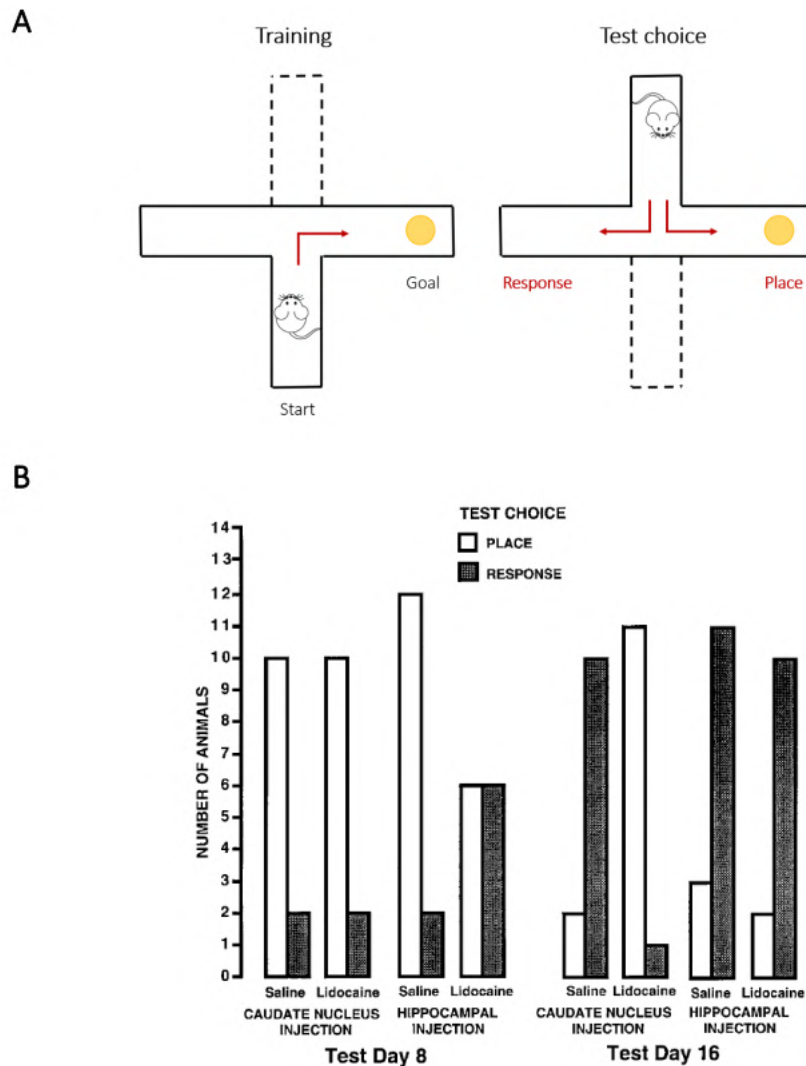 A
Training
Test choice
Goal
Response
Place
Start
B
TEST CHOICE
PLACE
RESPONSE
NUMBER OF ANIMALS
14
13
12
11
10
9
8
7
6
5
4
3
2
1
0
Saline Lidocaine Saline Lidocaine Saline Lidocaine Saline Lidocaine
CAUDATE NUCLEUS HIPPOCAMPAL CAUDATE NUCLEUS HIPPOCAMPAL
INJECTION INJECTION INJECTION INJECTION
Test Day 8 Test Day 16